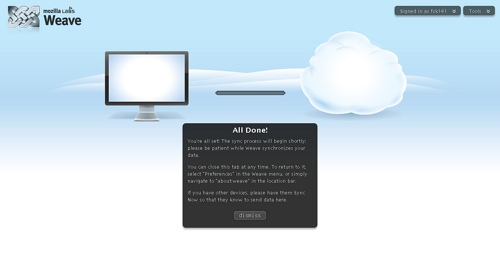 mozilla LABS
Weave
Signed in as fjk141
Tools
All Done!
You're all set! The sync process will begin shortly;
please be patient while Weave synchronizes your
data.
You can close this tab at any time. To return to it,
select "Preferences" in the Weave menu, or simply
navigate to "about:weave" in the location bar.
If you have other devices, please have them Sync
Now so that they know to send data here.
dismiss